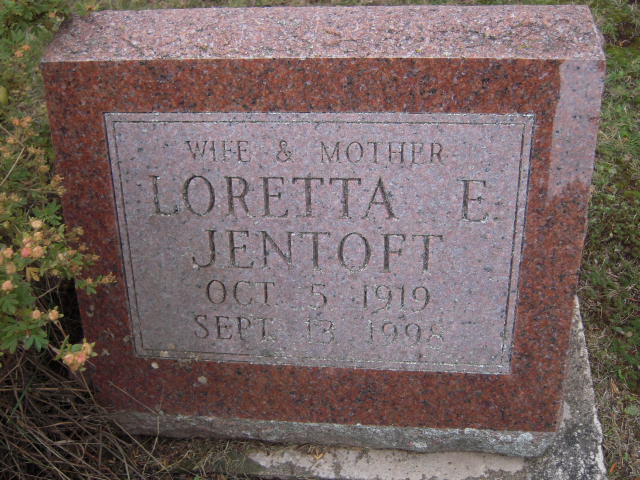 WIFE & MOTHER
LORETTA E.
JENTOFT
OCT. 5 1919
SEPT. 13 1998